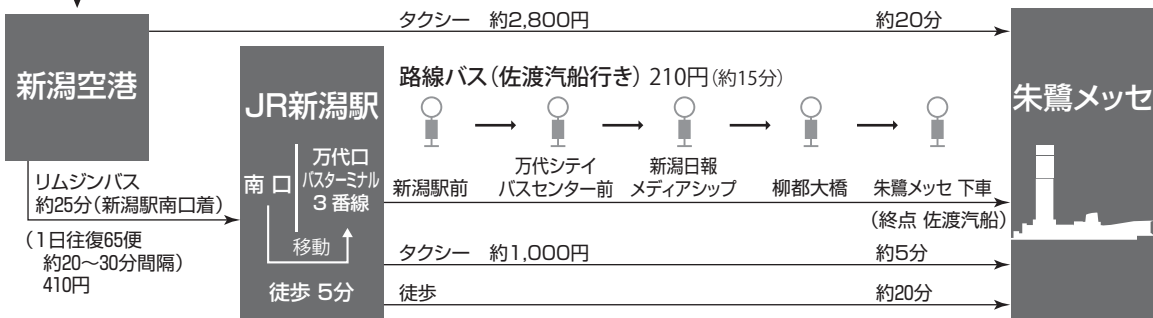 タクシー 約2,800円 約20分
新潟空港
リムジンバス
約25分(新潟駅南口着)
(1日往復65便
約20〜30分間隔)
410円
JR新潟駅
南 口
万代口
バスターミナル
3 番線
移動
徒歩 5分
路線バス(佐渡汽船行き) 210円(約15分)
新潟駅前
万代シテイ
バスセンター前
新潟日報
メディアシップ
柳都大橋
朱鷺メッセ 下車
(終点 佐渡汽船)
タクシー 約1,000円 約5分
徒歩 約20分
朱鷺メッセ